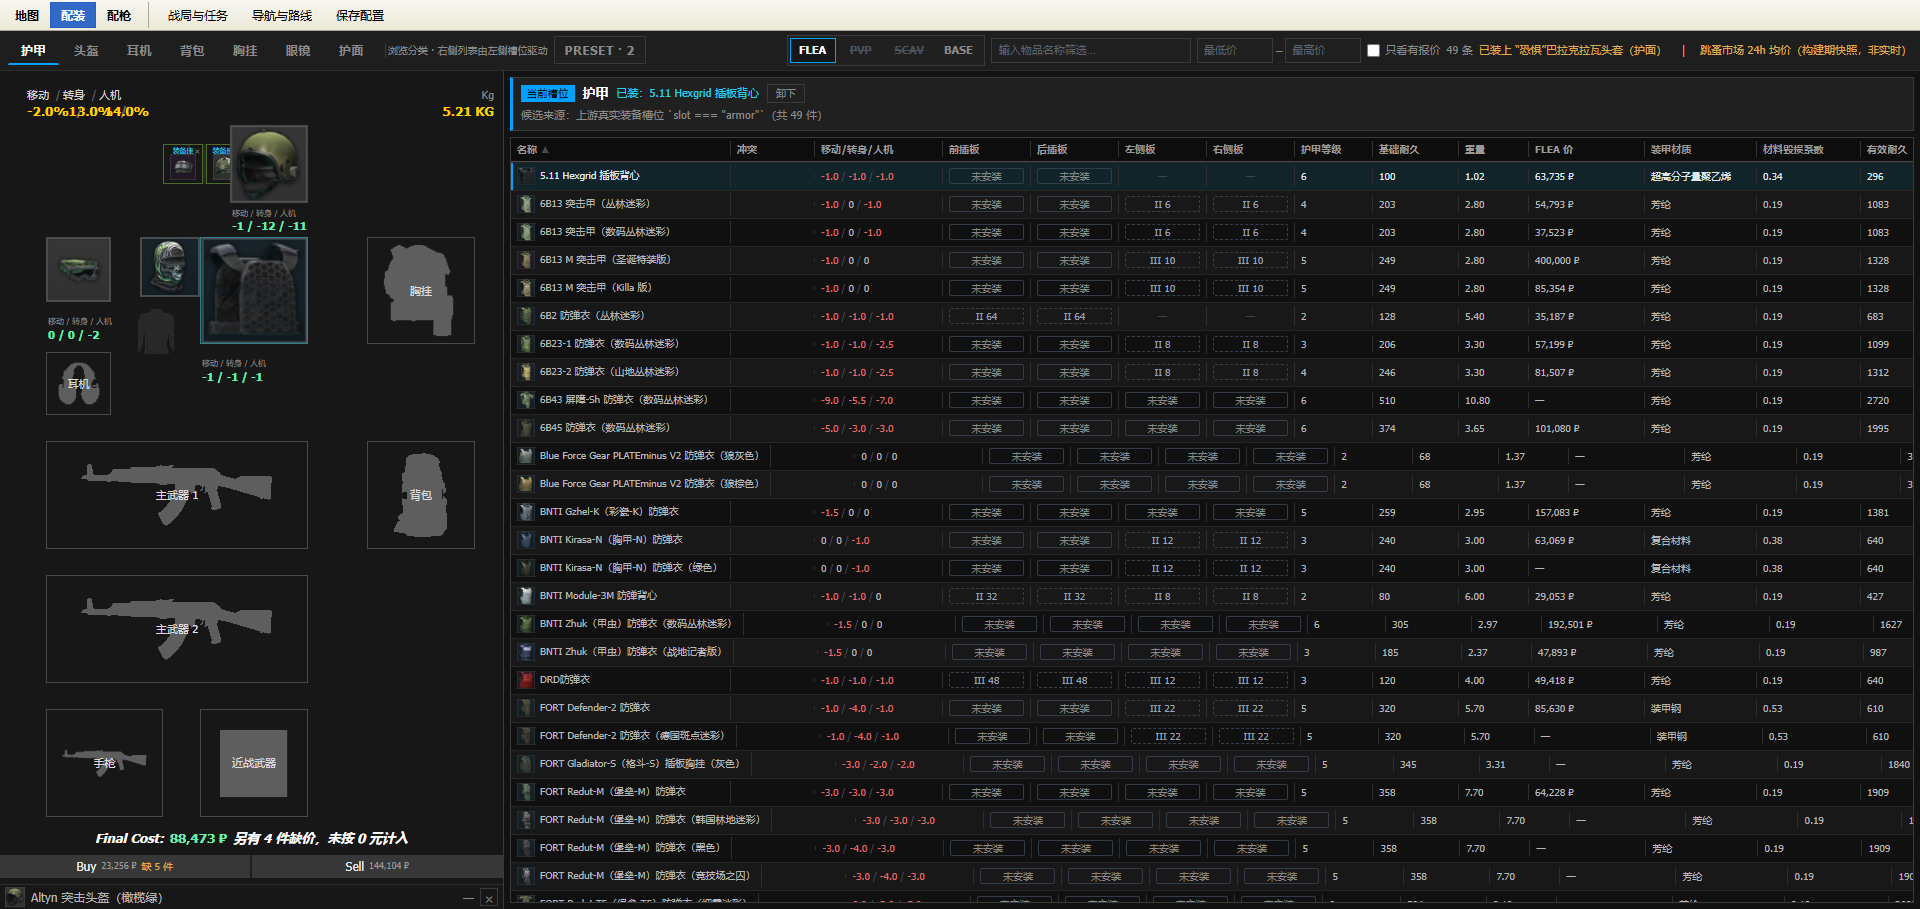 地图 配装 配枪 战局与任务 导航与路线 保存配置
护甲 头盔 耳机 背包 胸挂 眼镜 护面 浏览分类 · 右侧列表由左侧槽位驱动 PRESET · 2 FLEA PVP SCAV BASE 输入物品名称筛选... 最低价 – 最高价 只看有报价 49 条 已装上 “恐惧”巴拉克拉瓦头套（护面） | 跳蚤市场 24h 均价（构建期快照，非实时）
移动 / 转身 / 人机 Kg
5.21 KG
移动 / 转身 / 人机
-1 / -12 / -11
胸挂
移动 / 转身 / 人机
0 / 0 / -2
移动 / 转身 / 人机
-1 / -1 / -1
耳机
主武器 1
背包
主武器 2
手枪
近战武器
Final Cost: 88,473 ₽ 另有 4 件缺价，未按 0 元计入
Buy 23,256 ₽ 缺 5 件 Sell 144,104 ₽
Altyn 突击头盔（橄榄绿） — ×
当前槽位 护甲 已装：5.11 Hexgrid 插板背心 卸下
候选来源：上游真实装备槽位 `slot === "armor"` （共 49 件）
名称 ▲ 冲突 移动/转身/人机 前插板 后插板 左侧板 右侧板 护甲等级 基础耐久 重量 FLEA 价 装甲材质 材料毁损系数 有效耐久
5.11 Hexgrid 插板背心 -1.0 / -1.0 / -1.0 未安装 未安装 — — 6 100 1.02 63,735 ₽ 超高分子量聚乙烯 0.34 296
6B13 突击甲（丛林迷彩） -1.0 / 0 / -1.0 未安装 未安装 II 6 II 6 4 203 2.80 54,793 ₽ 芳纶 0.19 1083
6B13 突击甲（数码丛林迷彩） -1.0 / 0 / -1.0 未安装 未安装 II 6 II 6 4 203 2.80 37,523 ₽ 芳纶 0.19 1083
6B13 M 突击甲（圣诞特装版） -1.0 / 0 / 0 未安装 未安装 III 10 III 10 5 249 2.80 400,000 ₽ 芳纶 0.19 1328
6B13 M 突击甲（Killa 版） -1.0 / 0 / 0 未安装 未安装 III 10 III 10 5 249 2.80 85,354 ₽ 芳纶 0.19 1328
6B2 防弹衣（丛林迷彩） -1.0 / -1.0 / -1.0 II 64 II 64 — — 2 128 5.40 35,187 ₽ 芳纶 0.19 683
6B23-1 防弹衣（数码丛林迷彩） -1.0 / -1.0 / -2.5 未安装 未安装 II 8 II 8 3 206 3.30 57,199 ₽ 芳纶 0.19 1099
6B23-2 防弹衣（山地丛林迷彩） -1.0 / -1.0 / -2.5 未安装 未安装 II 8 II 8 4 246 3.30 81,507 ₽ 芳纶 0.19 1312
6B43 屏障-Sh 防弹衣（数码丛林迷彩） -9.0 / -5.5 / -7.0 未安装 未安装 未安装 未安装 6 510 10.80 — 芳纶 0.19 2720
6B45 防弹衣（数码丛林迷彩） -5.0 / -3.0 / -3.0 未安装 未安装 未安装 未安装 6 374 3.65 101,080 ₽ 芳纶 0.19 1995
Blue Force Gear PLATEminus V2 防弹衣（狼灰色） 0 / 0 / 0 未安装 未安装 未安装 未安装 2 68 1.37 — 芳纶 0.19 3
Blue Force Gear PLATEminus V2 防弹衣（狼棕色） 0 / 0 / 0 未安装 未安装 未安装 未安装 2 68 1.37 — 芳纶 0.19 3
BNTI Gzhel-K（彩瓷-K）防弹衣 -1.5 / 0 / 0 未安装 未安装 未安装 未安装 5 259 2.95 157,083 ₽ 芳纶 0.19 1381
BNTI Kirasa-N（胸甲-N）防弹衣 0 / 0 / -1.0 未安装 未安装 II 12 II 12 3 240 3.00 63,069 ₽ 复合材料 0.38 640
BNTI Kirasa-N（胸甲-N）防弹衣（绿色） 0 / 0 / -1.0 未安装 未安装 II 12 II 12 3 240 3.00 — 复合材料 0.38 640
BNTI Module-3M 防弹背心 -1.0 / -1.0 / 0 II 32 II 32 II 8 II 8 2 80 6.00 29,053 ₽ 芳纶 0.19 427
BNTI Zhuk（甲虫）防弹衣（数码丛林迷彩） -1.5 / 0 / 0 未安装 未安装 未安装 未安装 6 305 2.97 192,501 ₽ 芳纶 0.19 1627
BNTI Zhuk（甲虫）防弹衣（战地记者版） -1.5 / 0 / 0 未安装 未安装 未安装 未安装 3 185 2.37 47,893 ₽ 芳纶 0.19 987
DRD防弹衣 -1.0 / -1.0 / -1.0 III 48 III 48 III 12 III 12 3 120 4.00 49,418 ₽ 芳纶 0.19 640
FORT Defender-2 防弹衣 -1.0 / -4.0 / -1.0 未安装 未安装 III 22 III 22 5 320 5.70 85,630 ₽ 装甲钢 0.53 610
FORT Defender-2 防弹衣（德国斑点迷彩） -1.0 / -4.0 / -1.0 未安装 未安装 III 22 III 22 5 320 5.70 — 装甲钢 0.53 610
FORT Gladiator-S（格斗-S）插板胸挂（灰色） -3.0 / -2.0 / -2.0 未安装 未安装 未安装 未安装 5 345 3.31 — 芳纶 0.19 1840
FORT Redut-M（堡垒-M）防弹衣 -3.0 / -3.0 / -3.0 未安装 未安装 未安装 未安装 5 358 7.70 64,228 ₽ 芳纶 0.19 1909
FORT Redut-M（堡垒-M）防弹衣（韩国林地迷彩） -3.0 / -3.0 / -3.0 未安装 未安装 未安装 未安装 5 358 7.70 — 芳纶 0.19 1
FORT Redut-M（堡垒-M）防弹衣（黑色） -3.0 / -4.0 / -3.0 未安装 未安装 未安装 未安装 5 358 7.70 — 芳纶 0.19 1909
FORT Redut-M（堡垒-M）防弹衣（竞技场之囚） -3.0 / -4.0 / -3.0 未安装 未安装 未安装 未安装 5 358 7.70 — 芳纶 0.19 190